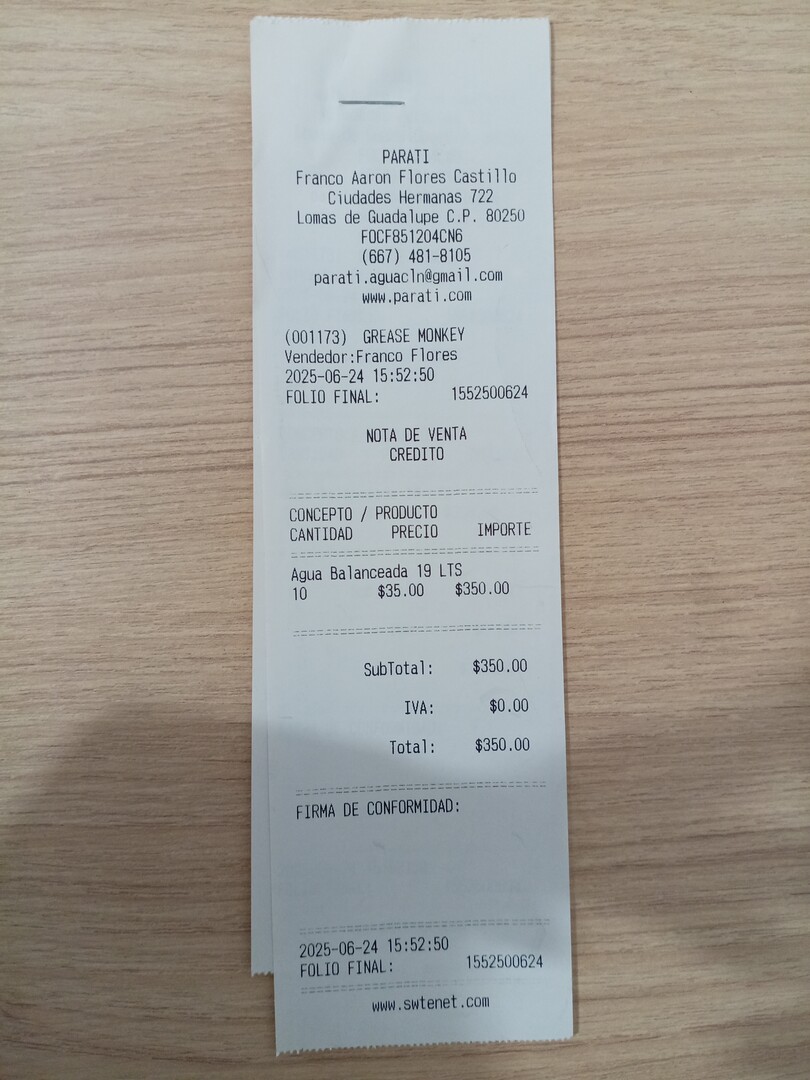 PARATI
Franco Aaron Flores Castillo
Ciudades Hermanas 722
Lomas de Guadalupe C.P. 80250
FOCF851204CN6
(667) 481-8105
parati.aguacln@gmail.com
www.parati.com
(001173) GREASE MONKEY
Vendedor:Franco Flores
2025-06-24 15:52:50
FOLIO FINAL: 1552500624
NOTA DE VENTA
CREDITO
CONCEPTO / PRODUCTO
CANTIDAD PRECIO IMPORTE
Agua Balanceada 19 LTS
10 $35.00 $350.00
SubTotal: $350.00
IVA: $0.00
Total: $350.00
FIRMA DE CONFORMIDAD:
2025-06-24 15:52:50
FOLIO FINAL: 1552500624
www.swtenet.com